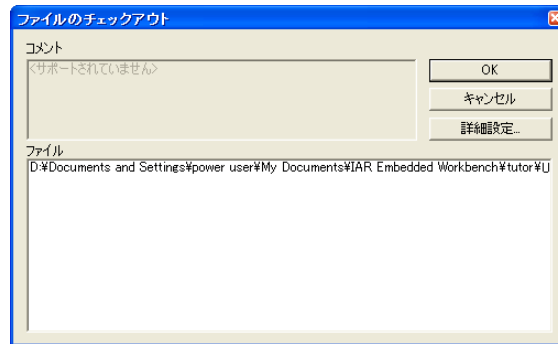 ファイルのチェックアウト
コメント
<サポートされていません>
OK
キャンセル
詳細設定...
ファイル
D:¥Documents and Settings¥power user¥My Documents¥IAR Embedded Workbench¥tutor¥U